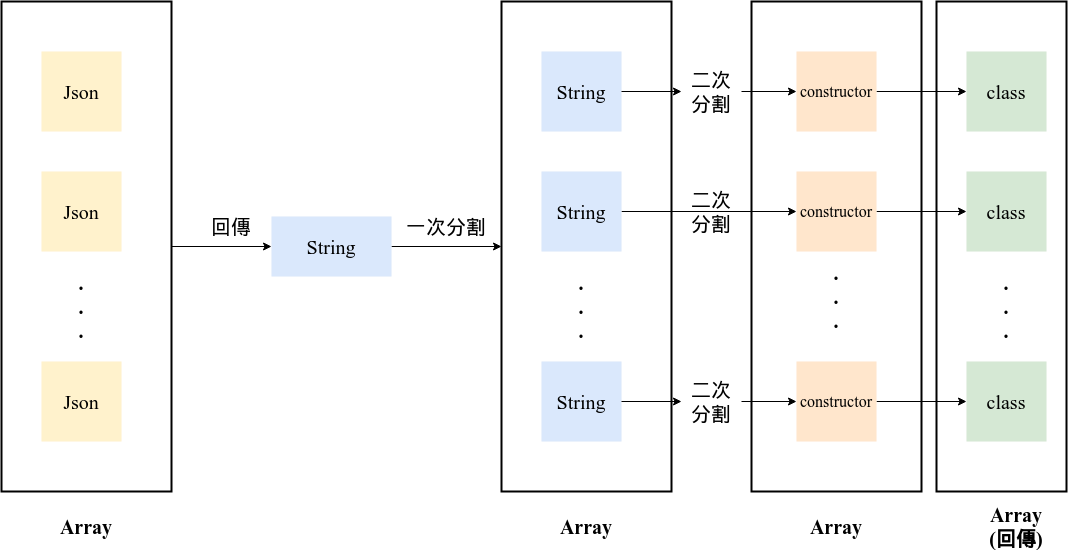 Json
Json
.
.
.
Json
Array
回傳
String
一次分割
String
String
.
.
.
String
Array
二次
分割
二次
分割
二次
分割
constructor
constructor
.
.
.
constructor
Array
class
class
.
.
.
class
Array
(回傳)